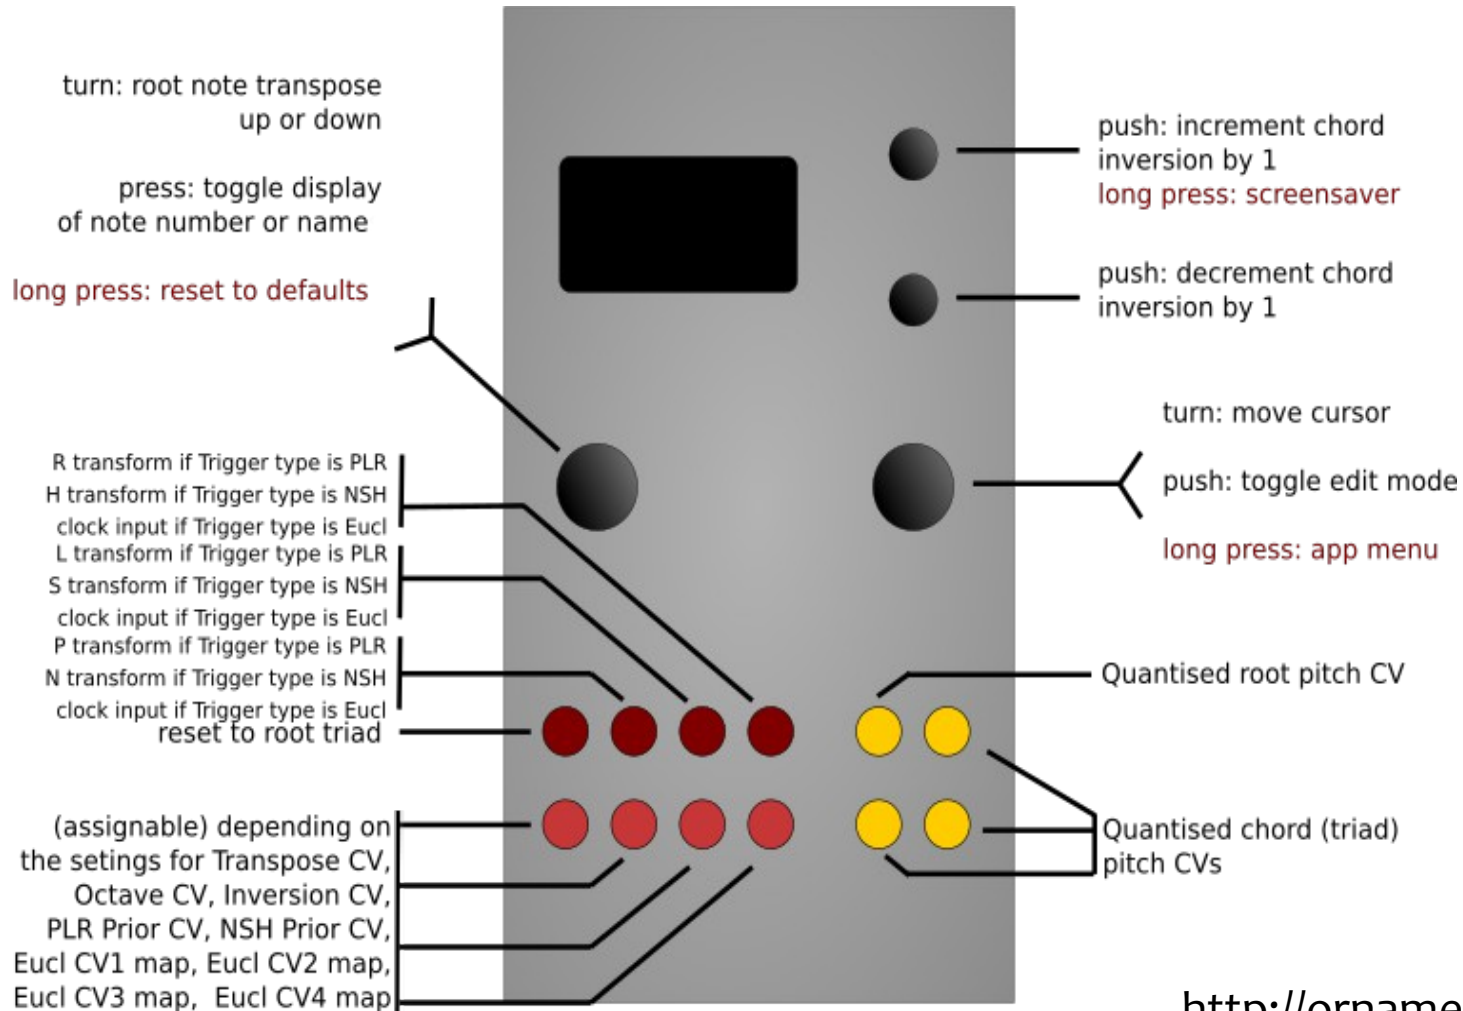 turn: root note transpose
up or down
press: toggle display
of note number or name
long press: reset to defaults
R transform if Trigger type is PLR
H transform if Trigger type is NSH
clock input if Trigger type is Eucl
L transform if Trigger type is PLR
S transform if Trigger type is NSH
clock input if Trigger type is Eucl
P transform if Trigger type is PLR
N transform if Trigger type is NSH
clock input if Trigger type is Eucl
reset to root triad
(assignable) depending on
the setings for Transpose CV,
Octave CV, Inversion CV,
PLR Prior CV, NSH Prior CV,
Eucl CV1 map, Eucl CV2 map,
Eucl CV3 map, Eucl CV4 map
push: increment chord
inversion by 1
long press: screensaver
push: decrement chord
inversion by 1
turn: move cursor
push: toggle edit mode
long press: app menu
Quantised root pitch CV
Quantised chord (triad)
pitch CVs
http://orname